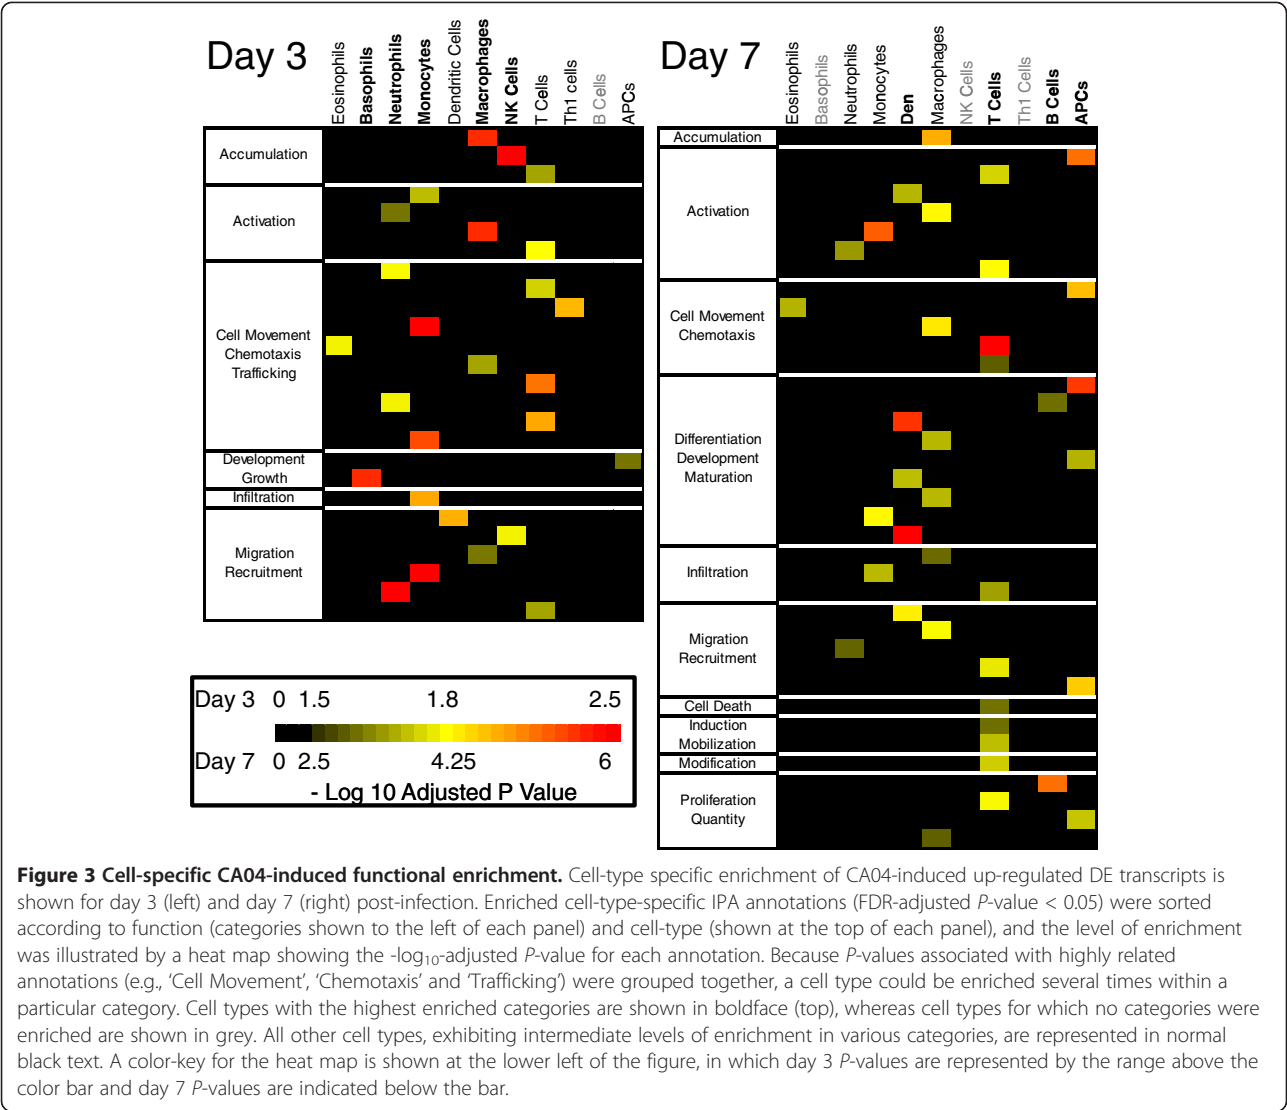 Day 3
Eosinophils
Basophils
Neutrophils
Monocytes
Dendritic Cells
Macrophages
NK Cells
T Cells
Th1 cells
B Cells
APCs
Accumulation
Activation
Cell Movement
Chemotaxis
Trafficking
Development
Growth
Infiltration
Migration
Recruitment
Day 7
Eosinophils
Basophils
Neutrophils
Monocytes
Den
Macrophages
NK Cells
T Cells
Th1 Cells
B Cells
APCs
Accumulation
Activation
Cell Movement
Chemotaxis
Differentiation
Development
Maturation
Infiltration
Migration
Recruitment
Cell Death
Induction
Mobilization
Modification
Proliferation
Quantity
Day 3 0 1.5 1.8 2.5
Day 7 0 2.5 4.25 6
- Log 10 Adjusted P Value
Figure 3 Cell-specific CA04-induced functional enrichment. Cell-type specific enrichment of CA04-induced up-regulated DE transcripts is
shown for day 3 (left) and day 7 (right) post-infection. Enriched cell-type-specific IPA annotations (FDR-adjusted P-value < 0.05) were sorted
according to function (categories shown to the left of each panel) and cell-type (shown at the top of each panel), and the level of enrichment
was illustrated by a heat map showing the -log10-adjusted P-value for each annotation. Because P-values associated with highly related
annotations (e.g., ‘Cell Movement’, ‘Chemotaxis’ and ‘Trafficking’) were grouped together, a cell type could be enriched several times within a
particular category. Cell types with the highest enriched categories are shown in boldface (top), whereas cell types for which no categories were
enriched are shown in grey. All other cell types, exhibiting intermediate levels of enrichment in various categories, are represented in normal
black text. A color-key for the heat map is shown at the lower left of the figure, in which day 3 P-values are represented by the range above the
color bar and day 7 P-values are indicated below the bar.